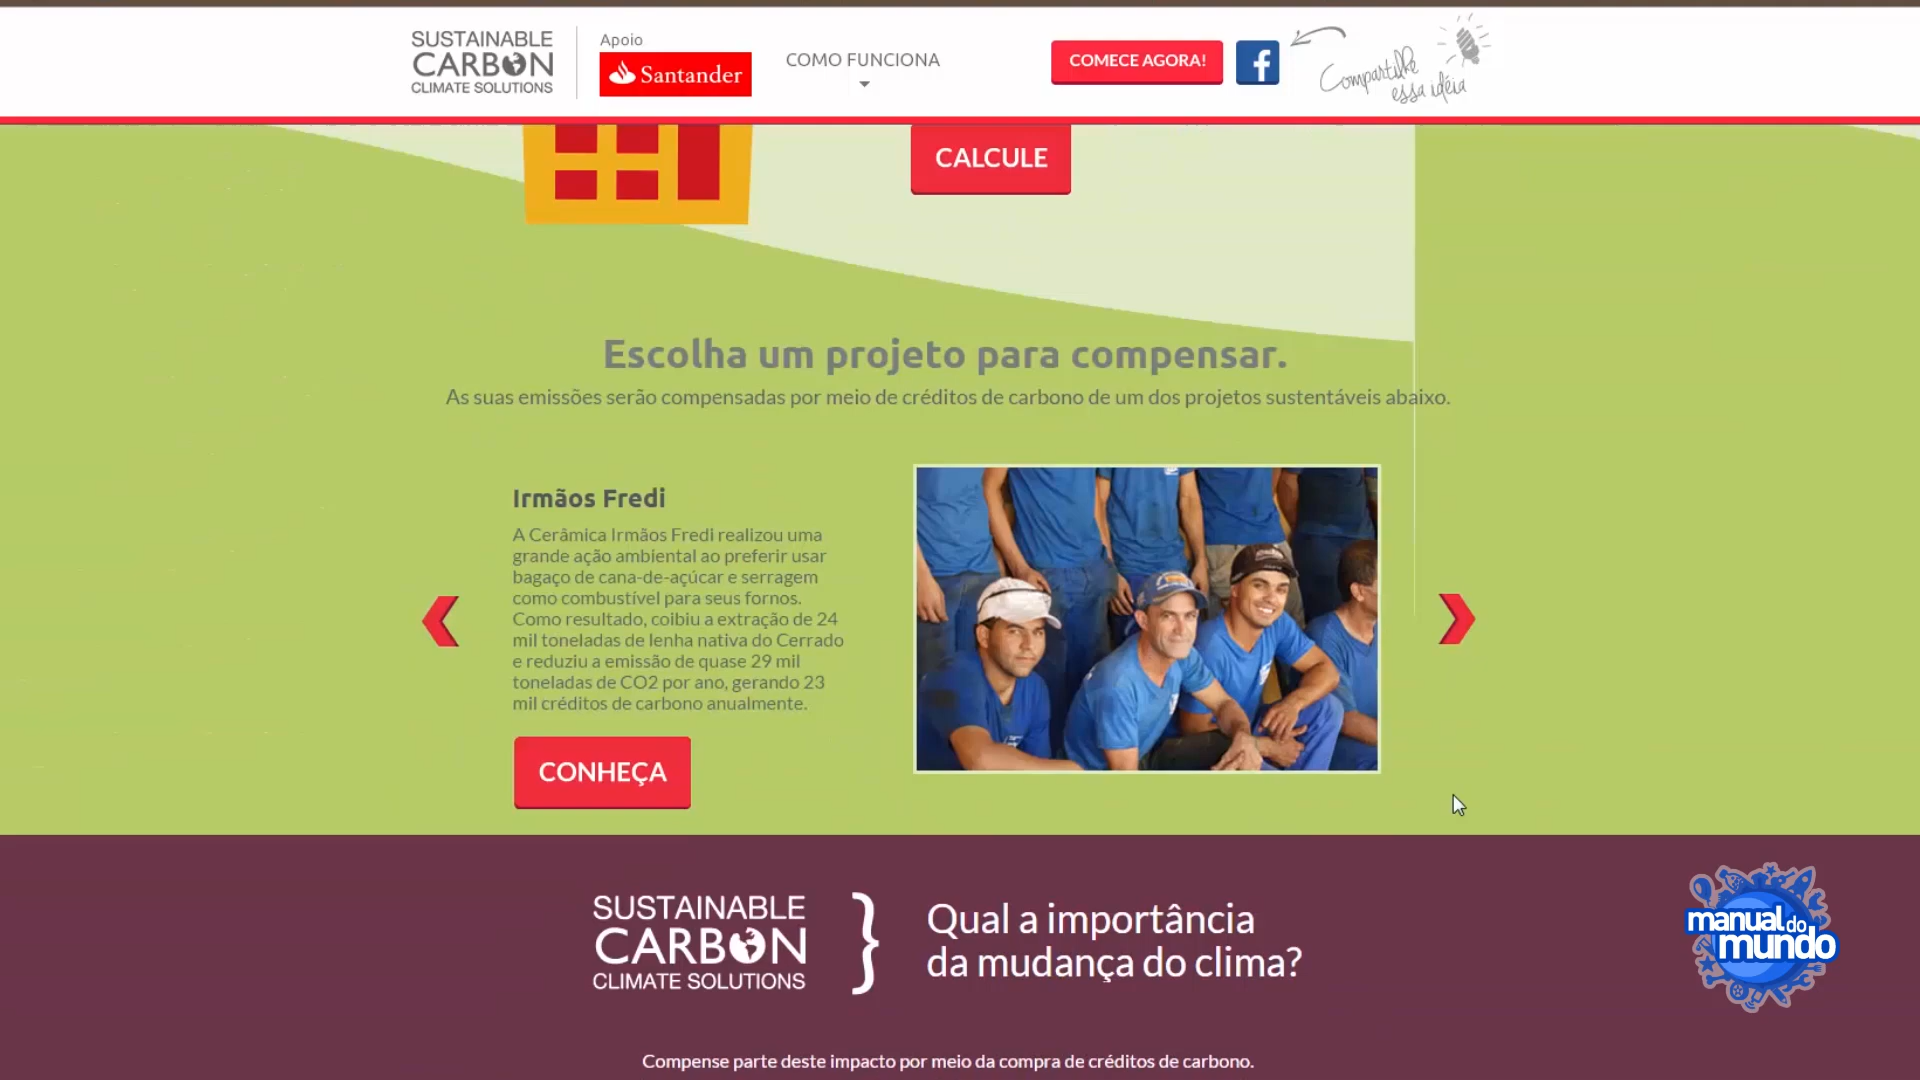 SUSTAINABLE
CARBON
CLIMATE SOLUTIONS
Apoio
Santander
COMO FUNCIONA
COMECE AGORA!
f
Compartilhe
essa idéia
CALCULE
Escolha um projeto para compensar.
As suas emissões serão compensadas por meio de créditos de carbono de um dos projetos sustentáveis abaixo.
Irmãos Fredi
A Cerâmica Irmãos Fredi realizou uma
grande ação ambiental ao preferir usar
bagaço de cana-de-açúcar e serragem
como combustível para seus fornos.
Como resultado, coibiu a extração de 24
mil toneladas de lenha nativa do Cerrado
e reduziu a emissão de quase 29 mil
toneladas de CO2 por ano, gerando 23
mil créditos de carbono anualmente.
CONHEÇA
SUSTAINABLE
CARBON
CLIMATE SOLUTIONS
Qual a importância
da mudança do clima?
manual do
mundo
Compense parte deste impacto por meio da compra de créditos de carbono.